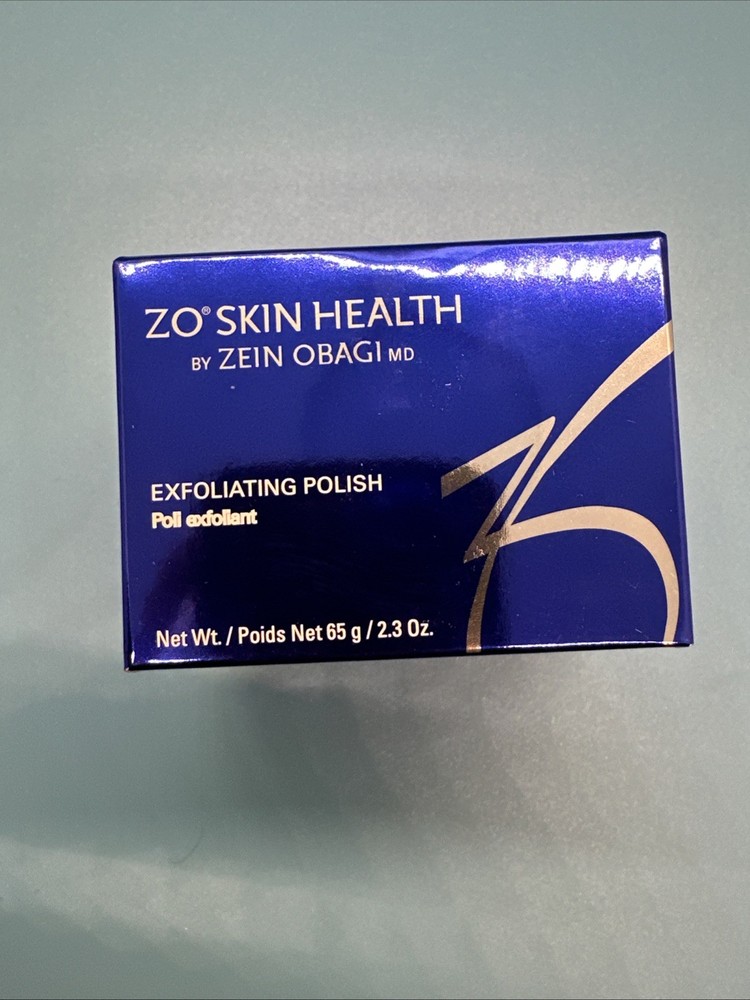 ZO® SKIN HEALTH
BY ZEIN OBAGI MD
EXFOLIATING POLISH
Poli exfoliant
Net Wt. / Poids Net 65 g / 2.3 Oz.